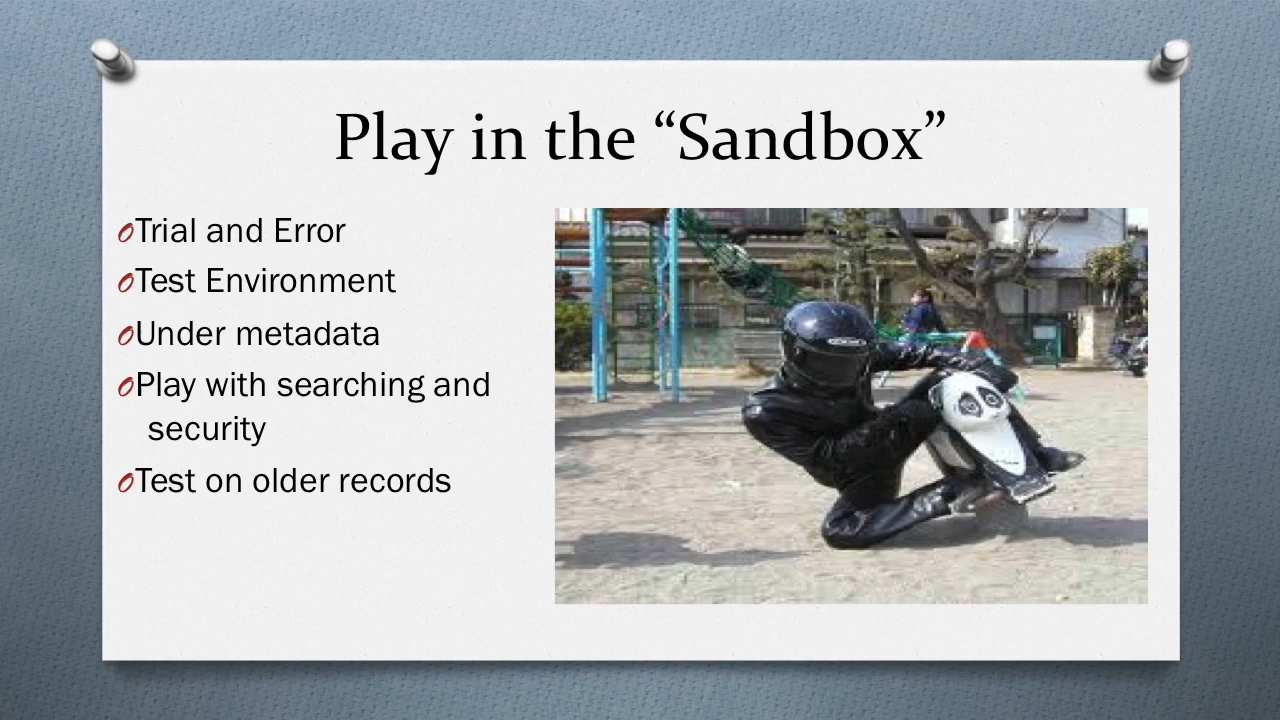 Play in the “Sandbox”
Trial and Error
Test Environment
Under metadata
Play with searching and
security
Test on older records